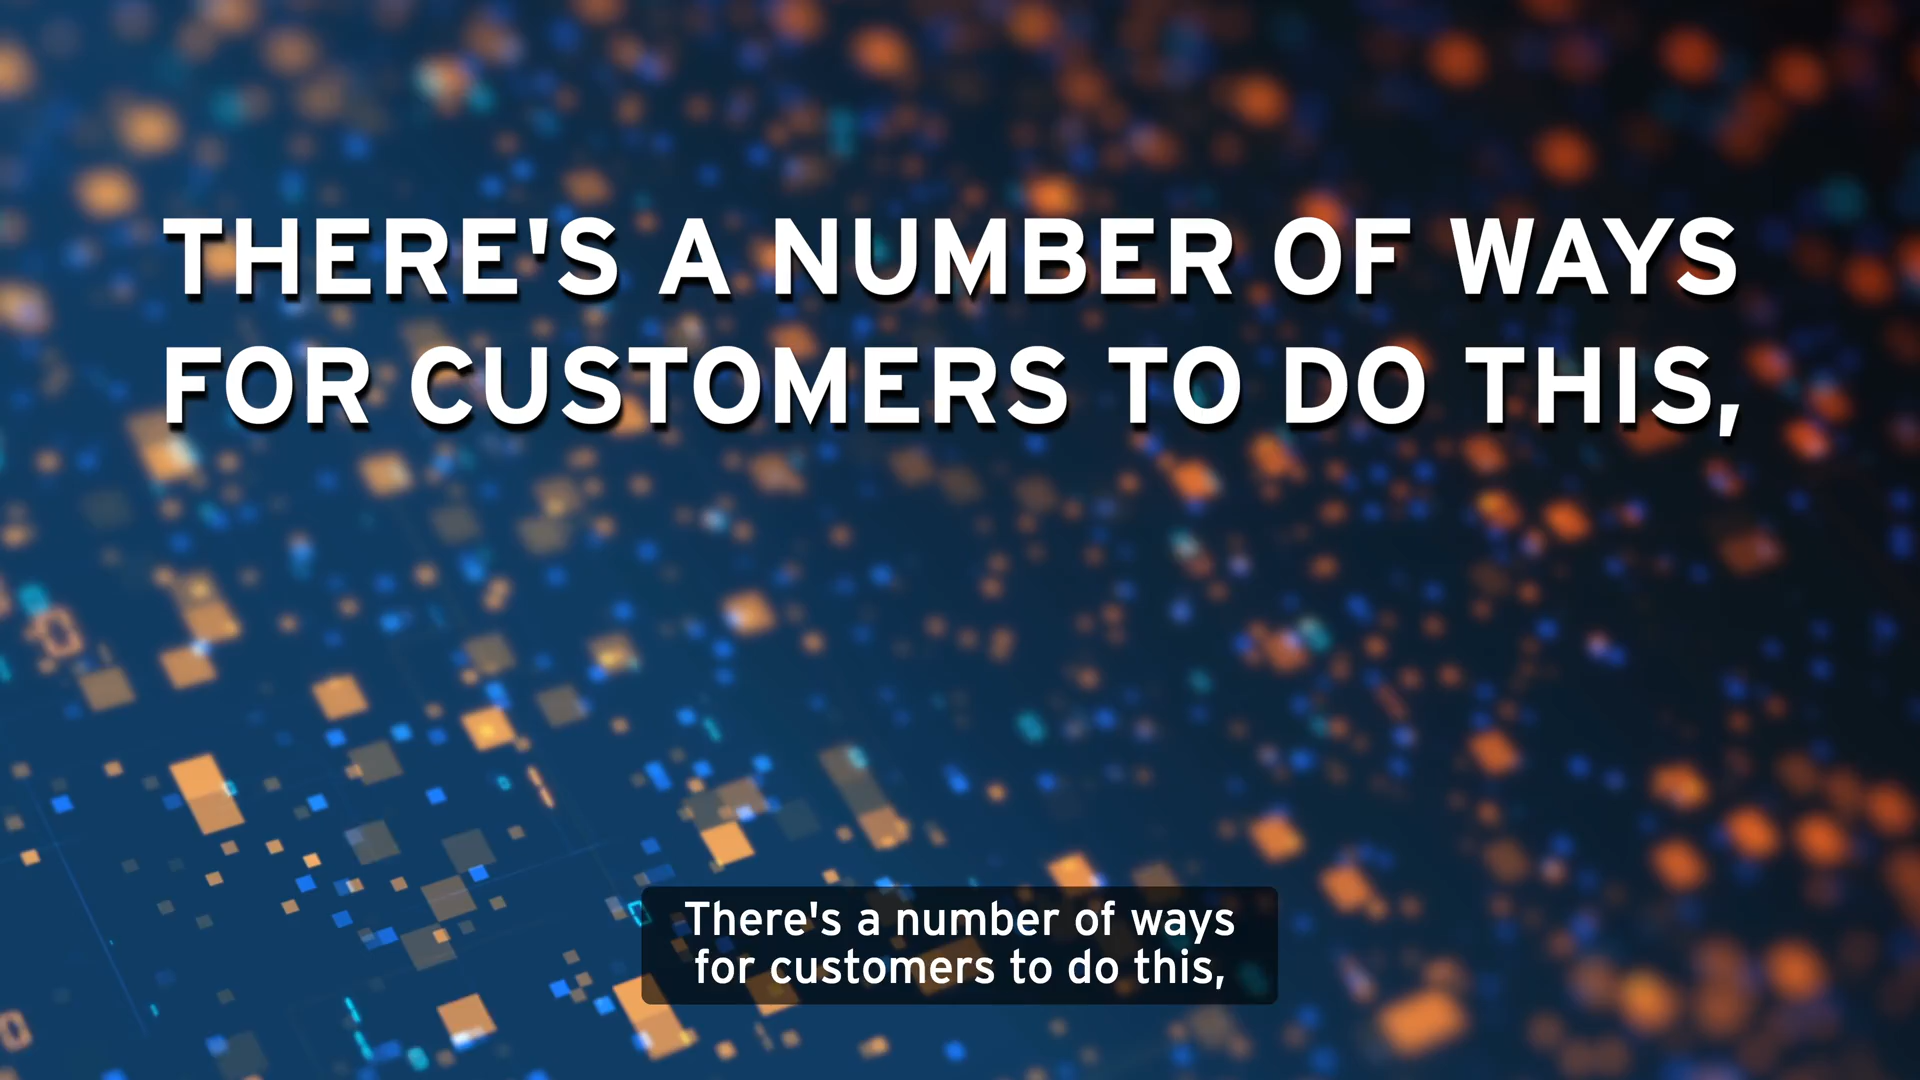 THERE'S A NUMBER OF WAYS
FOR CUSTOMERS TO DO THIS,
There's a number of ways
for customers to do this,